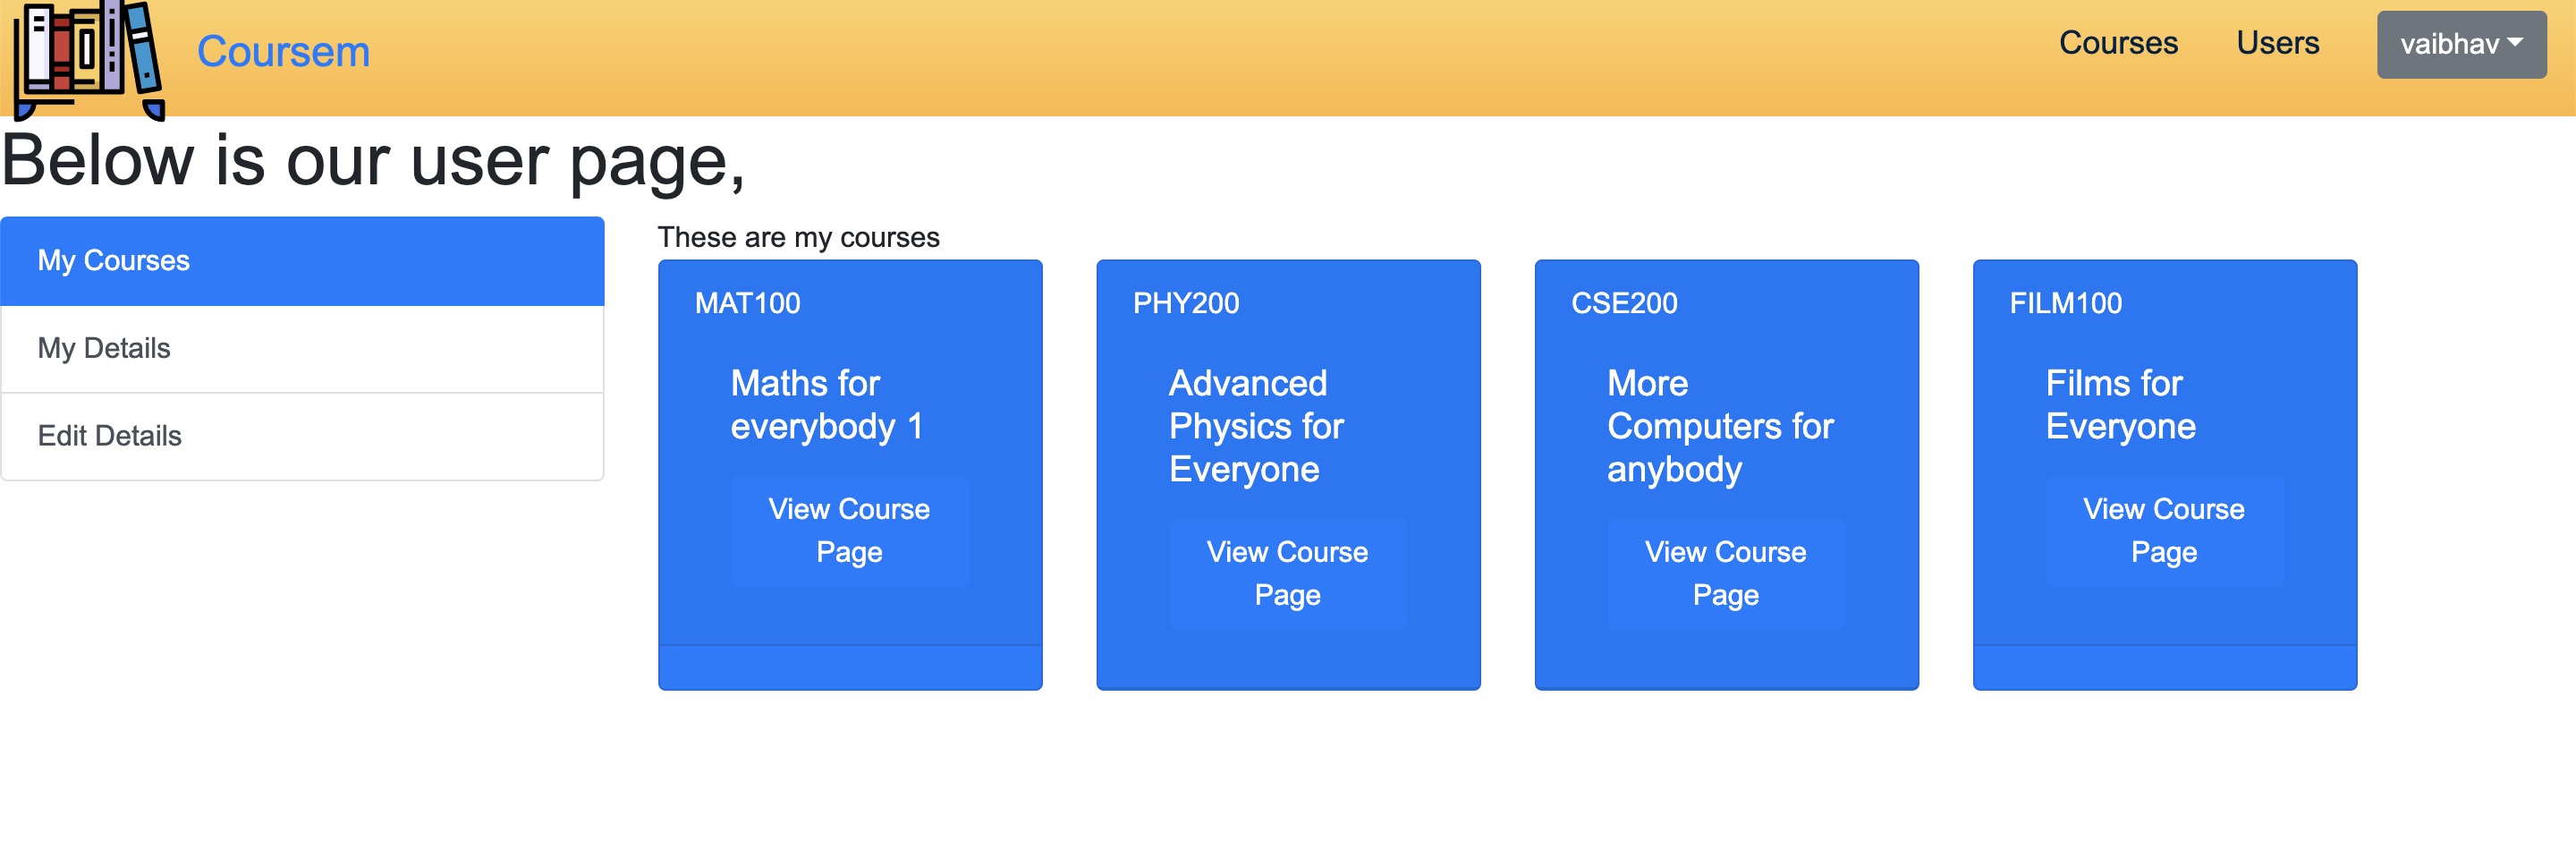 Coursem
Courses
Users
vaibhav
Below is our user page,
My Courses
My Details
Edit Details
These are my courses
MAT100
Maths for
everybody 1
View Course
Page
PHY200
Advanced
Physics for
Everyone
View Course
Page
CSE200
More
Computers for
anybody
View Course
Page
FILM100
Films for
Everyone
View Course
Page